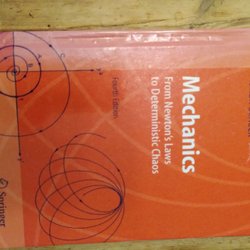 Mechanics
From Newton's Laws
to Deterministic Chaos
Fourth Edition
Springer